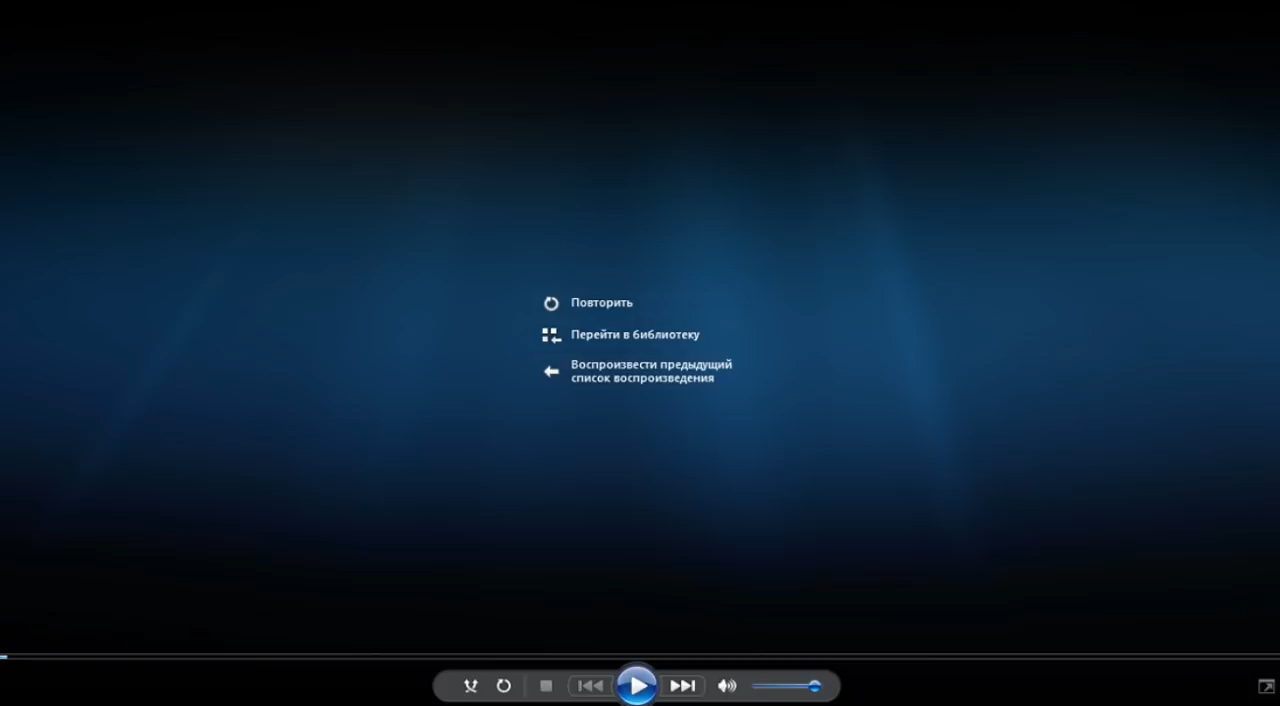 Повторить
Перейти в библиотеку
Воспроизвести предыдущий
список воспроизведения